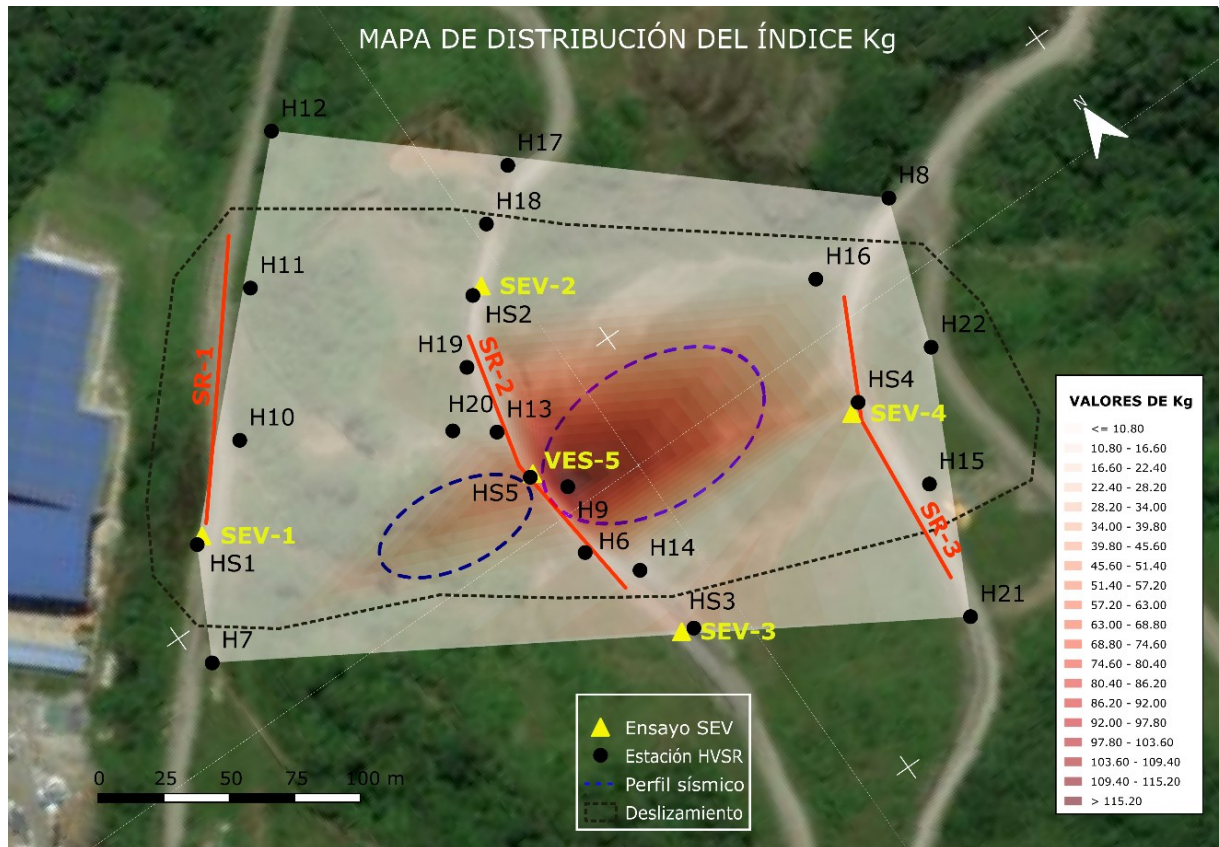 MAPA DE DISTRIBUCIÓN DEL ÍNDICE Kg
N
H12
H17
H8
H18
H11
H16
SEV-2
HS2
H22
H19
SR-2
SR-1
HS4
SEV-4
H20
H13
H10
VES-5
HS5
H15
H9
SR-3
SEV-1
HS1
H6
H14
H21
HS3
SEV-3
H7
VALORES DE Kg
<= 10.80
10.80 - 16.60
16.60 - 22.40
22.40 - 28.20
28.20 - 34.00
34.00 - 39.80
39.80 - 45.60
45.60 - 51.40
51.40 - 57.20
57.20 - 63.00
63.00 - 68.80
68.80 - 74.60
74.60 - 80.40
80.40 - 86.20
86.20 - 92.00
92.00 - 97.80
97.80 - 103.60
103.60 - 109.40
109.40 - 115.20
> 115.20
Ensayo SEV
Estación HVSR
Perfil sísmico
Deslizamiento
0 25 50 75 100 m